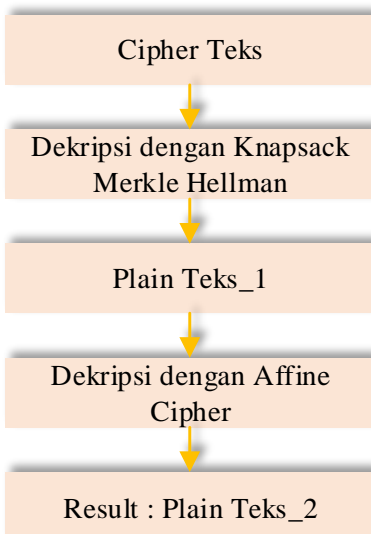 Cipher Teks
Dekripsi dengan Knapsack
Merkle Hellman
Plain Teks_1
Dekripsi dengan Affine
Cipher
Result : Plain Teks_2